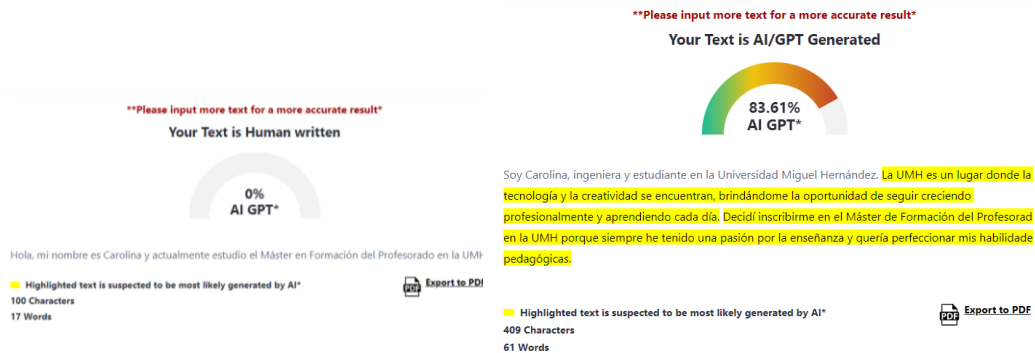 **Please input more text for a more accurate result*
Your Text is Human written
0%
AI GPT*
Hola, mi nombre es Carolina y actualmente estudio el Máster en Formación del Profesorado en la UMH
Highlighted text is suspected to be most likely generated by AI*
100 Characters
17 Words
PDF
Export to PDF
**Please input more text for a more accurate result*
Your Text is AI/GPT Generated
83.61%
AI GPT*
Soy Carolina, ingeniera y estudiante en la Universidad Miguel Hernández. La UMH es un lugar donde la
tecnología y la creatividad se encuentran, brindándome la oportunidad de seguir creciendo
profesionalmente y aprendiendo cada día. Decidí inscribirme en el Máster de Formación del Profesorad
en la UMH porque siempre he tenido una pasión por la enseñanza y quería perfeccionar mis habilidade
pedagógicas.
Highlighted text is suspected to be most likely generated by AI*
409 Characters
61 Words
PDF
Export to PDF